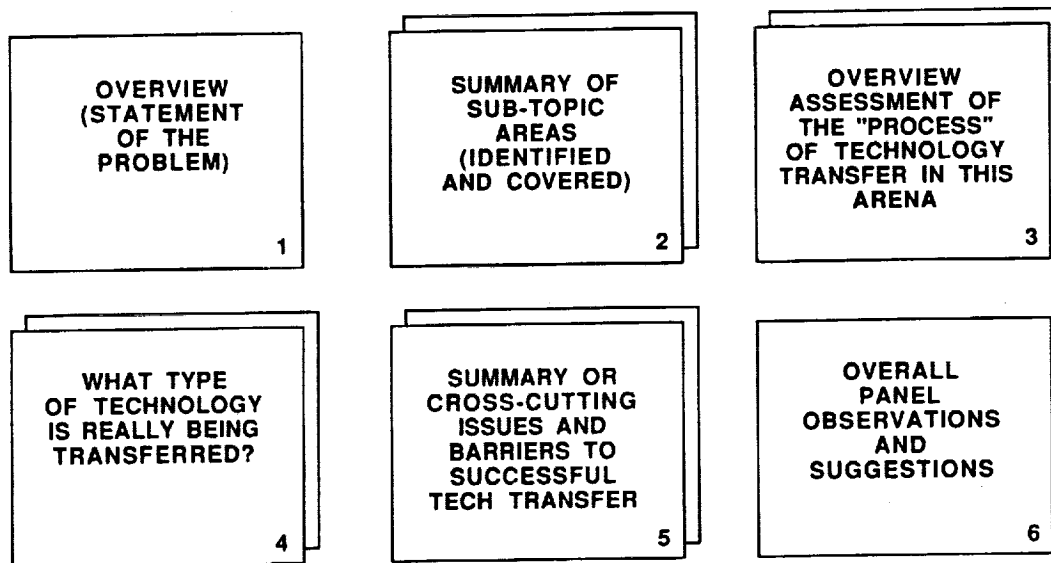 OVERVIEW
(STATEMENT
OF THE
PROBLEM)
1
SUMMARY OF
SUB-TOPIC
AREAS
(IDENTIFIED
AND COVERED)
2
OVERVIEW
ASSESSMENT OF
THE "PROCESS"
OF TECHNOLOGY
TRANSFER IN THIS
ARENA
3
WHAT TYPE
OF TECHNOLOGY
IS REALLY BEING
TRANSFERRED?
4
SUMMARY OR
CROSS-CUTTING
ISSUES AND
BARRIERS TO
SUCCESSFUL
TECH TRANSFER
5
OVERALL
PANEL
OBSERVATIONS
AND
SUGGESTIONS
6